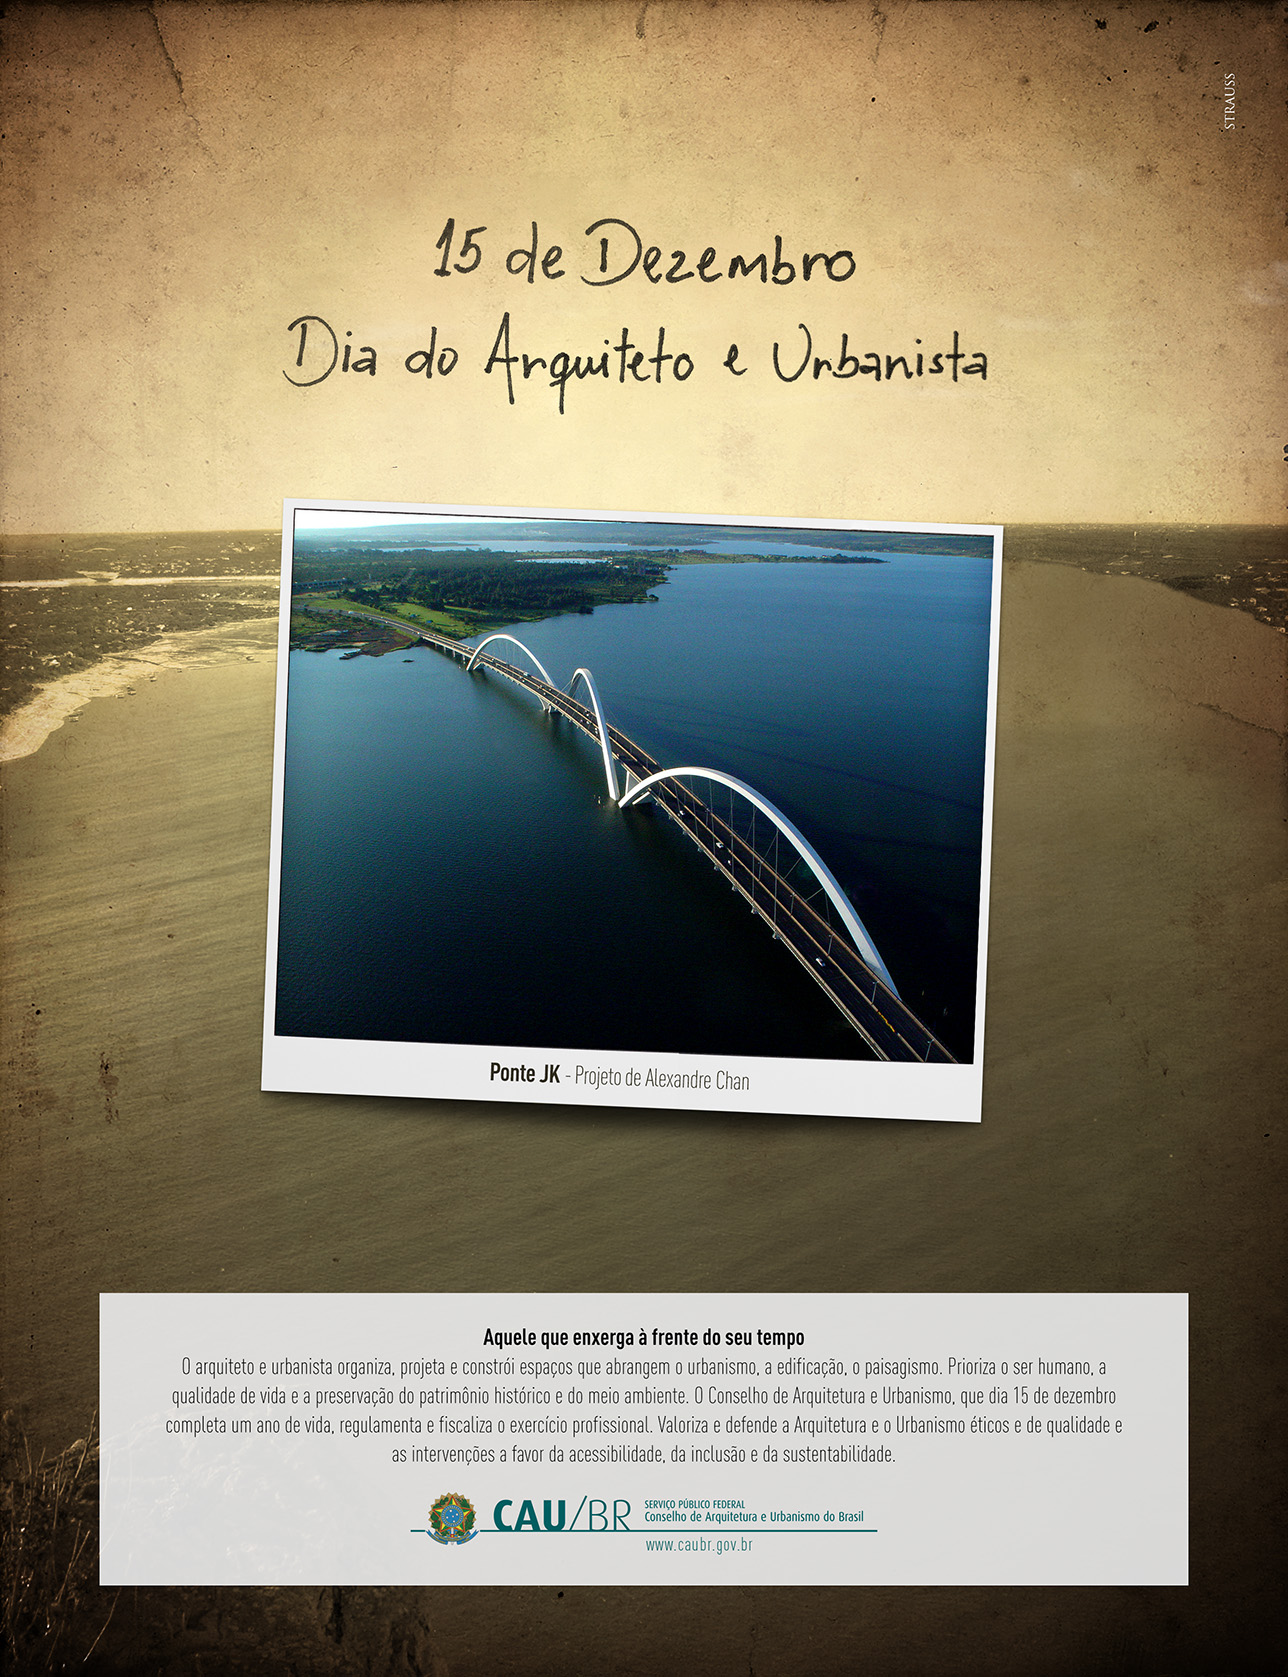 STRAUSS
15 de Dezembro
Dia do Arquiteto e Urbanista
Ponte JK - Projeto de Alexandre Chan
Aquele que enxerga à frente do seu tempo
O arquiteto e urbanista organiza, projeta e constrói espaços que abrangem o urbanismo, a edificação, o paisagismo. Prioriza o ser humano, a
qualidade de vida e a preservação do patrimônio histórico e do meio ambiente. O Conselho de Arquitetura e Urbanismo, que dia 15 de dezembro
completa um ano de vida, regulamenta e fiscaliza o exercício profissional. Valoriza e defende a Arquitetura e o Urbanismo éticos e de qualidade e
as intervenções a favor da acessibilidade, da inclusão e da sustentabilidade.
CAU/BR
SERVIÇO PÚBLICO FEDERAL
Conselho de Arquitetura e Urbanismo do Brasil
www.caubr.gov.br